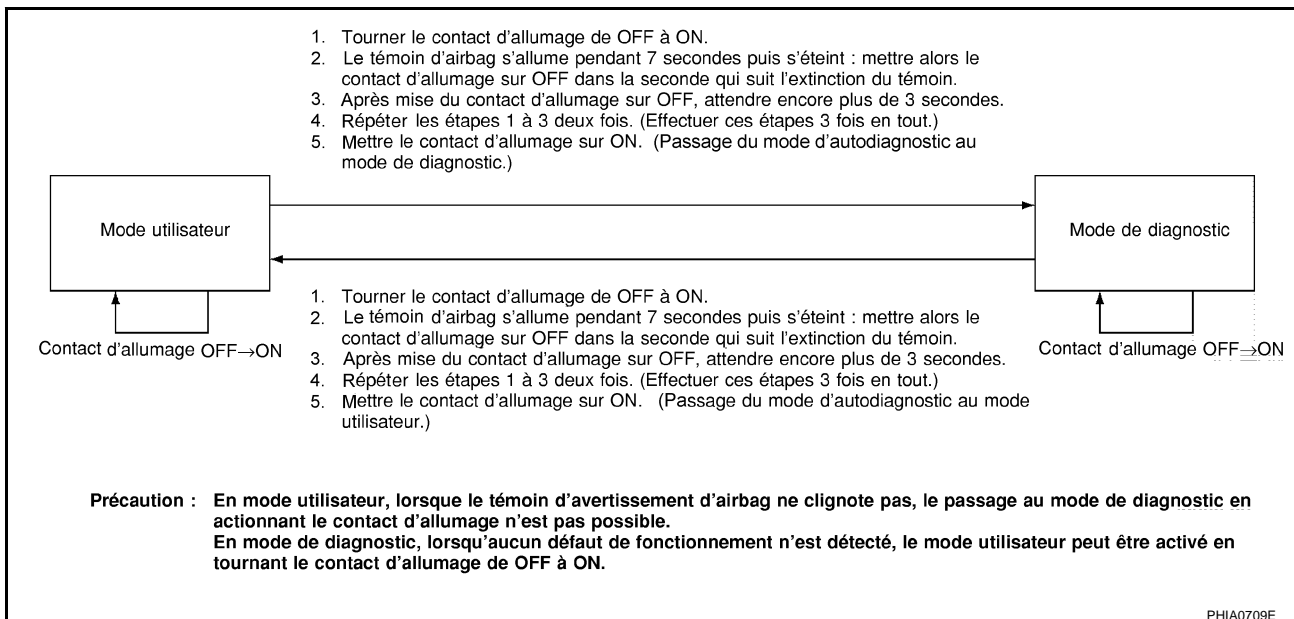 1. Tourner le contact d'allumage de OFF à ON.
2. Le témoin d'airbag s'allume pendant 7 secondes puis s'éteint : mettre alors le
contact d'allumage sur OFF dans la seconde qui suit l'extinction du témoin.
3. Après mise du contact d'allumage sur OFF, attendre encore plus de 3 secondes.
4. Répéter les étapes 1 à 3 deux fois. (Effectuer ces étapes 3 fois en tout.)
5. Mettre le contact d'allumage sur ON. (Passage du mode d'autodiagnostic au
mode de diagnostic.)
Mode utilisateur
Mode de diagnostic
1. Tourner le contact d'allumage de OFF à ON.
2. Le témoin d'airbag s'allume pendant 7 secondes puis s'éteint : mettre alors le
contact d'allumage sur OFF dans la seconde qui suit l'extinction du témoin.
3. Après mise du contact d'allumage sur OFF, attendre encore plus de 3 secondes.
4. Répéter les étapes 1 à 3 deux fois. (Effectuer ces étapes 3 fois en tout.)
5. Mettre le contact d'allumage sur ON. (Passage du mode d'autodiagnostic au mode
utilisateur.)
Contact d'allumage OFF→ON
Contact d'allumage OFF→ON
Précaution : En mode utilisateur, lorsque le témoin d'avertissement d'airbag ne clignote pas, le passage au mode de diagnostic en
actionnant le contact d'allumage n'est pas possible.
En mode de diagnostic, lorsqu'aucun défaut de fonctionnement n'est détecté, le mode utilisateur peut être activé en
tournant le contact d'allumage de OFF à ON.
PHIA0709E